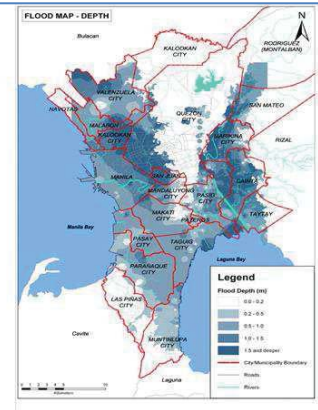 FLOOD MAP - DEPTH
N
Bulacan
KALOOKAN
CITY
RODRIGUEZ
(MONTALBAN)
VALENZUELA
CITY
NAVOTAS
SAN MATEO
MALABON
QUEZON
CITY
KALOOKAN
CITY
MARIKINA
CITY
RIZAL
MANILA
SAN JUAN
CAINTA
MANDALUYONG
CITY
PASIG
CITY
MAKATI
CITY
TAYTAY
PATEROS
Manila Bay
PASAY
CITY
TAGUIG
CITY
Laguna Bay
PARAÑAQUE
CITY
Legend
Flood Depth (m)
0.0 - 0.2
0.2 - 0.5
0.5 - 1.0
1.0 - 1.5
1.5 and deeper
City/Municipality Boundary
Roads
Rivers
LAS PIÑAS
CITY
Cavite
MUNTINLUPA
CITY
Kilometers
Laguna